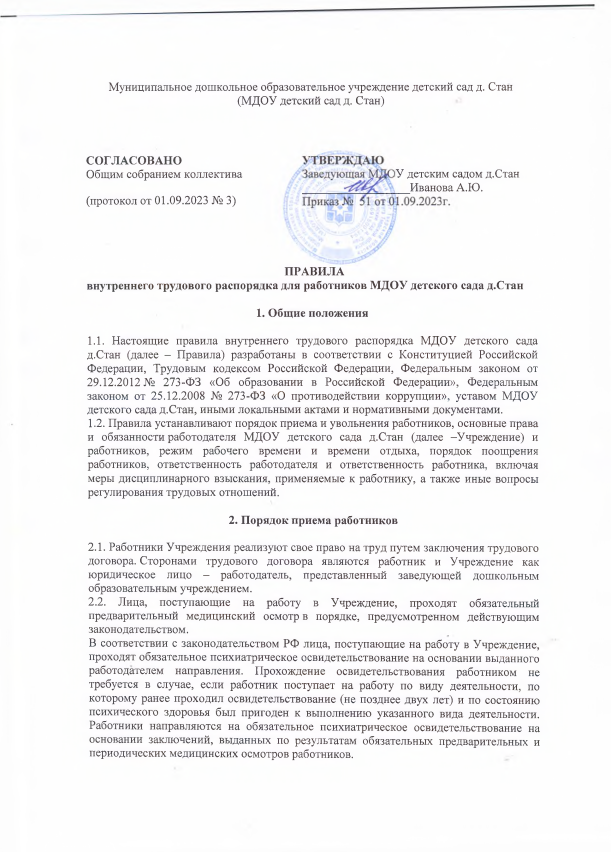 Муниципальное дошкольное образовательное учреждение детский сад д. Стан
(МДОУ детский сад д. Стан)
СОГЛАСОВАНО
Общим собранием коллектива
(протокол от 01.09.2023 № 3)
УТВЕРЖДАЮ
Заведующая МДОУ детским садом д.Стан
Иванова А.Ю.
Приказ № 51 от 01.09.2023г.
ПРАВИЛА
внутреннего трудового распорядка для работников МДОУ детского сада д.Стан
1. Общие положения
1.1. Настоящие правила внутреннего трудового распорядка МДОУ детского сада
д.Стан (далее – Правила) разработаны в соответствии с Конституцией Российской
Федерации, Трудовым кодексом Российской Федерации, Федеральным законом от
29.12.2012 № 273-ФЗ «Об образовании в Российской Федерации», Федеральным
законом от 25.12.2008 № 273-ФЗ «О противодействии коррупции», уставом МДОУ
детского сада д.Стан, иными локальными актами и нормативными документами.
1.2. Правила устанавливают порядок приема и увольнения работников, основные права
и обязанности работодателя МДОУ детского сада д.Стан (далее –Учреждение) и
работников, режим рабочего времени и времени отдыха, порядок поощрения
работников, ответственность работодателя и ответственность работника, включая
меры дисциплинарного взыскания, применяемые к работнику, а также иные вопросы
регулирования трудовых отношений.
2. Порядок приема работников
2.1. Работники Учреждения реализуют свое право на труд путем заключения трудового
договора. Сторонами трудового договора являются работник и Учреждение как
юридическое лицо – работодатель, представленный заведующей дошкольным
образовательным учреждением.
2.2. Лица, поступающие на работу в Учреждение, проходят обязательный
предварительный медицинский осмотр в порядке, предусмотренном действующим
законодательством.
В соответствии с законодательством РФ лица, поступающие на работу в Учреждение,
проходят обязательное психиатрическое освидетельствование на основании выданного
работодателем направления. Прохождение освидетельствования работником не
требуется в случае, если работник поступает на работу по виду деятельности, по
которому ранее проходил освидетельствование (не позднее двух лет) и по состоянию
психического здоровья был пригоден к выполнению указанного вида деятельности.
Работники направляются на обязательное психиатрическое освидетельствование на
основании заключений, выданных по результатам обязательных предварительных и
периодических медицинских осмотров работников.